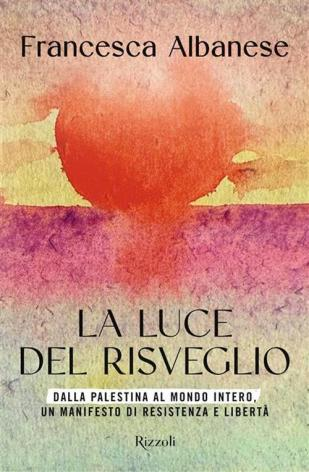 Francesca Albanese
LA LUCE
DEL RISVEGLIO
DALLA PALESTINA AL MONDO INTERO,
UN MANIFESTO DI RESISTENZA E LIBERTÀ
Rizzoli